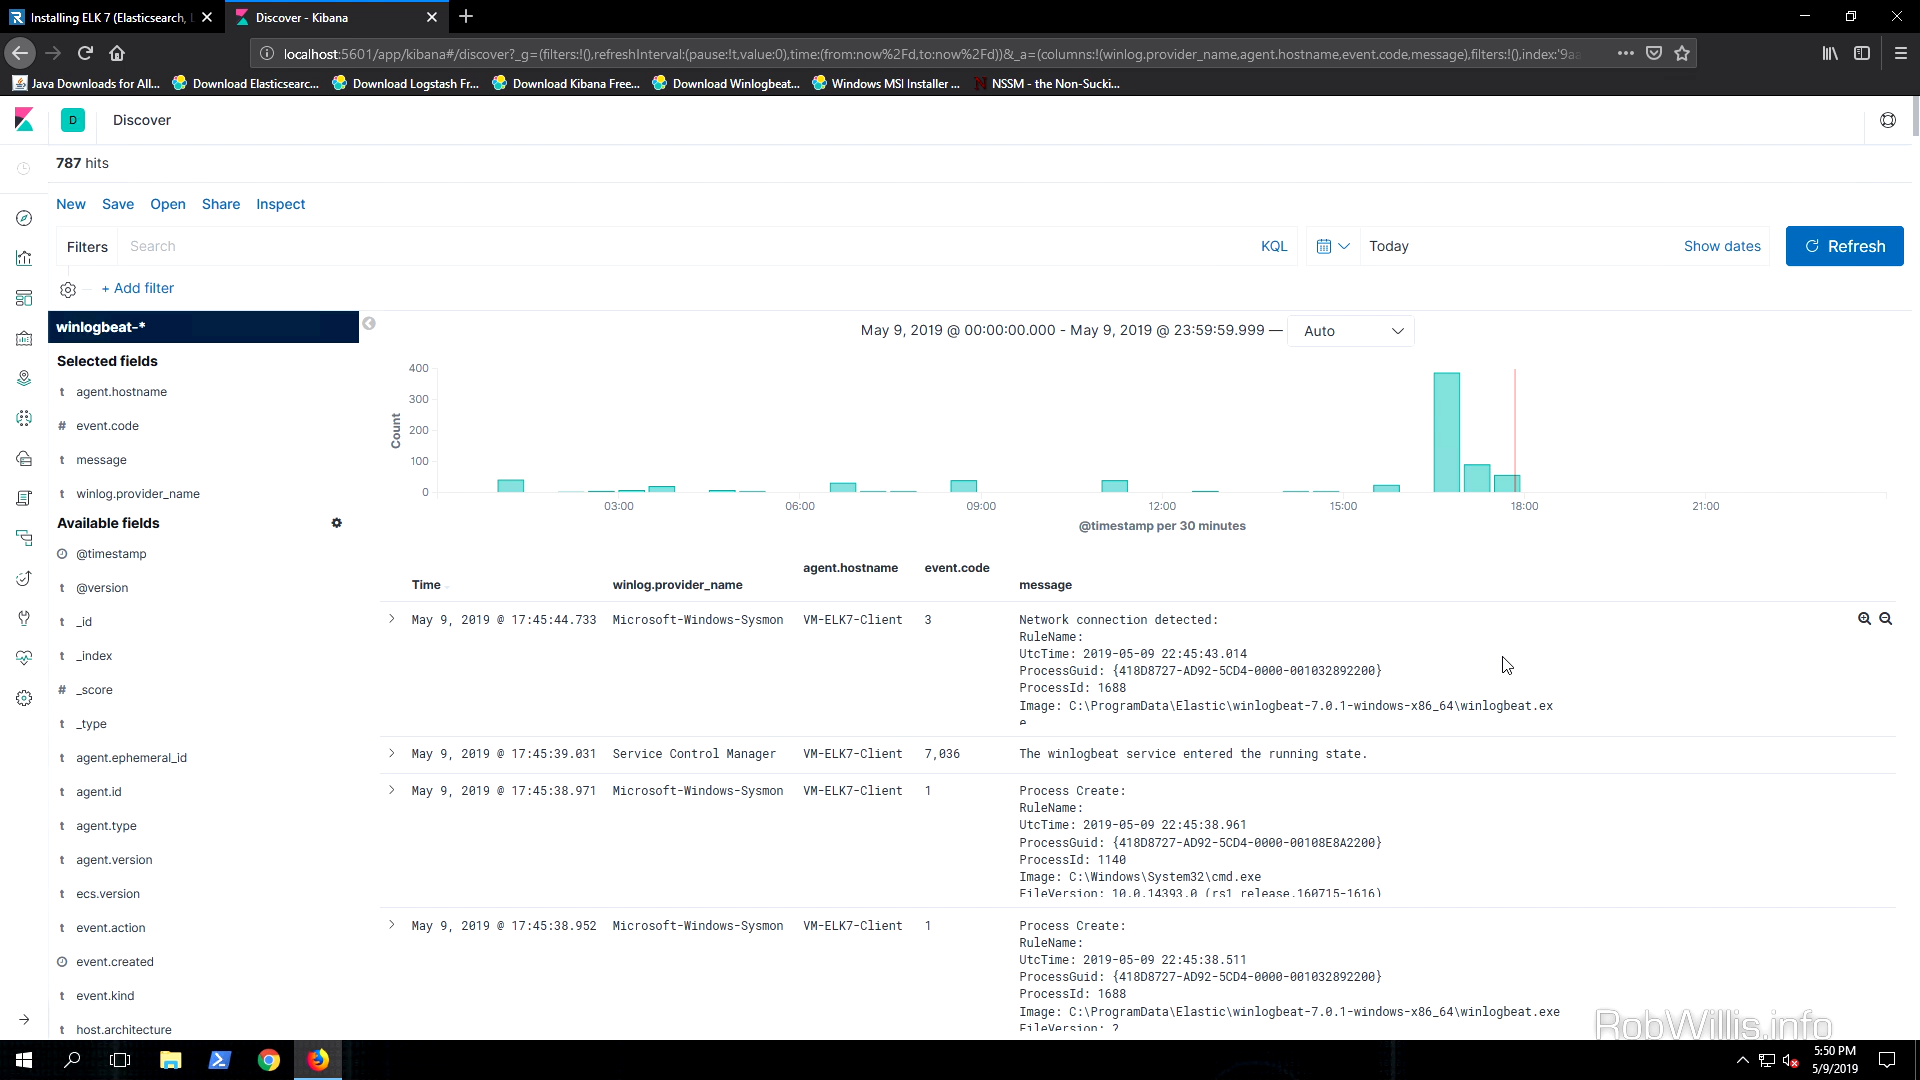 Installing ELK 7 (Elasticsearch, L
Discover - Kibana
localhost:5601/app/kibana#/discover?_g=(filters:!(),refreshInterval:(pause:!t,value:0),time:(from:now%2Fd,to:now%2Fd))&_a=(columns:!(winlog.provider_name,agent.hostname,event.code,message),filters:!(),index:'9aa
Java Downloads for All...
Download Elasticsearc...
Download Logstash Fr...
Download Kibana Free...
Download Winlogbeat...
Windows MSI Installer ...
NSSM - the Non-Sucki...
D
Discover
787 hits
New Save Open Share Inspect
Filters
Search
KQL
Today
Show dates
Refresh
+ Add filter
winlogbeat-*
May 9, 2019 @ 00:00:00.000 - May 9, 2019 @ 23:59:59.999 —
Auto
Selected fields
t agent.hostname
# event.code
t message
t winlog.provider_name
Available fields
@timestamp
t @version
t _id
t _index
# _score
t _type
t agent.ephemeral_id
t agent.id
t agent.type
t agent.version
t ecs.version
t event.action
event.created
t event.kind
t host.architecture
Count
400
300
200
100
0
03:00 06:00 09:00 12:00 15:00 18:00 21:00
@timestamp per 30 minutes
Time winlog.provider_name agent.hostname event.code message
May 9, 2019 @ 17:45:44.733 Microsoft-Windows-Sysmon VM-ELK7-Client 3 Network connection detected:
RuleName:
UtcTime: 2019-05-09 22:45:43.014
ProcessGuid: {418D8727-AD92-5CD4-0000-001032892200}
ProcessId: 1688
Image: C:\ProgramData\Elastic\winlogbeat-7.0.1-windows-x86_64\winlogbeat.ex
e
May 9, 2019 @ 17:45:39.031 Service Control Manager VM-ELK7-Client 7,036 The winlogbeat service entered the running state.
May 9, 2019 @ 17:45:38.971 Microsoft-Windows-Sysmon VM-ELK7-Client 1 Process Create:
RuleName:
UtcTime: 2019-05-09 22:45:38.961
ProcessGuid: {418D8727-AD92-5CD4-0000-00108E8A2200}
ProcessId: 1140
Image: C:\Windows\System32\cmd.exe
FileVersion: 10.0.14393.0 (rs1_release.160715-1616)
May 9, 2019 @ 17:45:38.952 Microsoft-Windows-Sysmon VM-ELK7-Client 1 Process Create:
RuleName:
UtcTime: 2019-05-09 22:45:38.511
ProcessGuid: {418D8727-AD92-5CD4-0000-001032892200}
ProcessId: 1688
Image: C:\ProgramData\Elastic\winlogbeat-7.0.1-windows-x86_64\winlogbeat.exe
FileVersion: ?
RobWillis.info
5:50 PM
5/9/2019